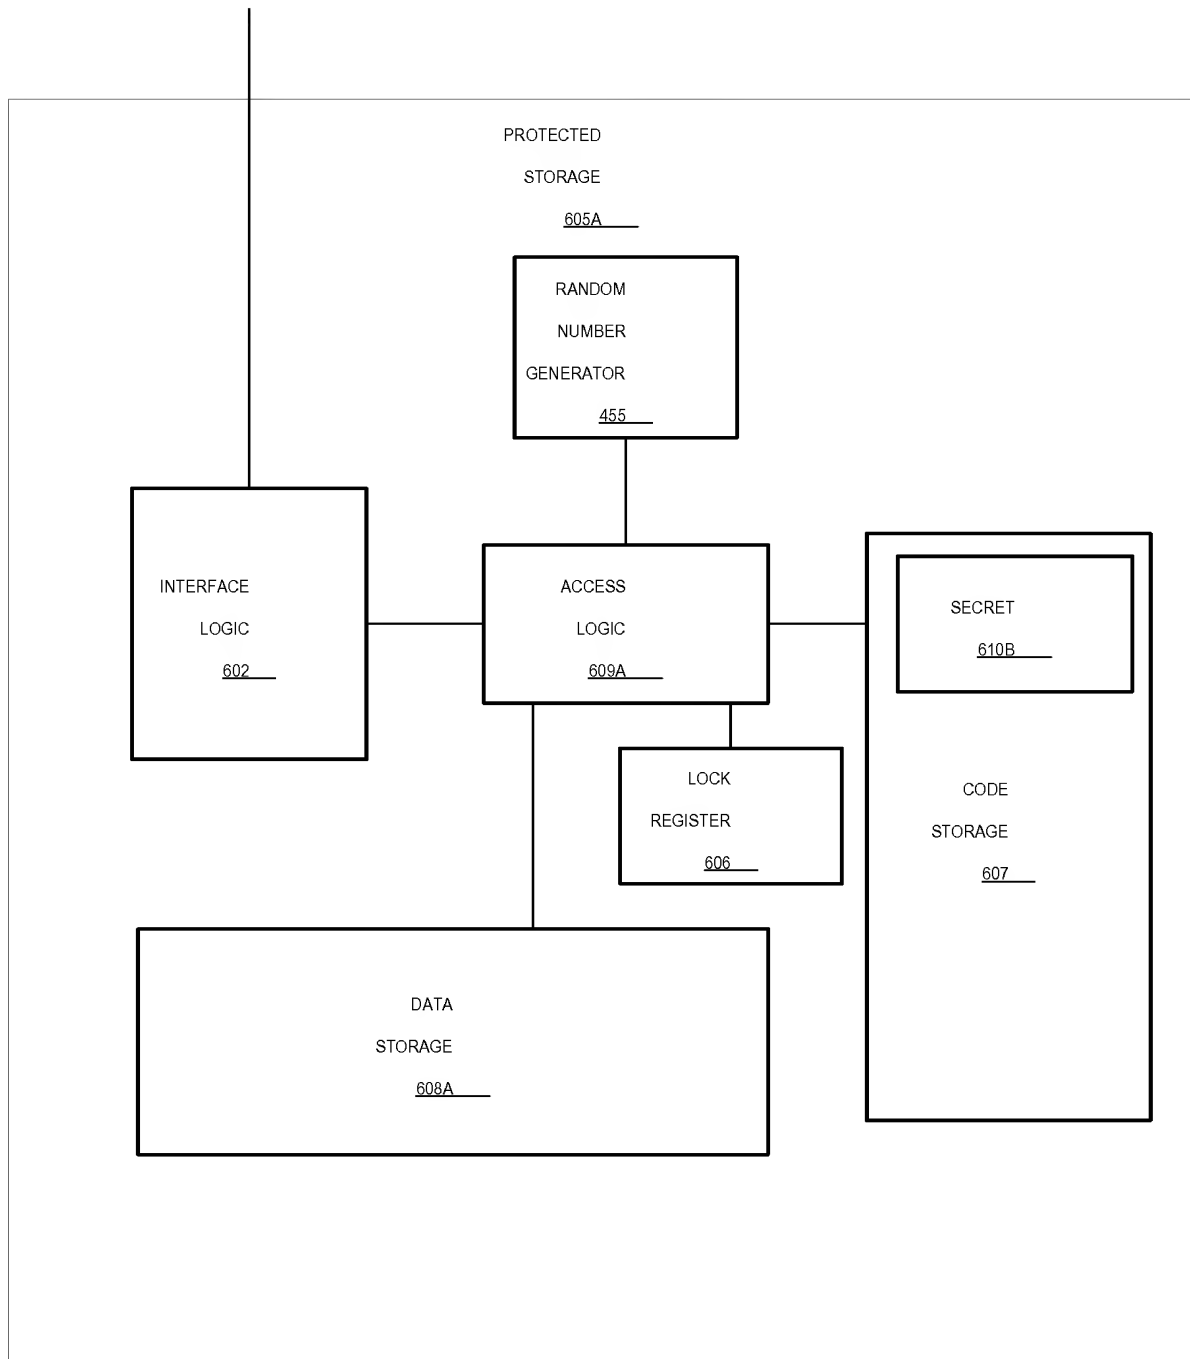 PROTECTED
STORAGE
605A
RANDOM
NUMBER
GENERATOR
455
INTERFACE
LOGIC
602
ACCESS
LOGIC
609A
SECRET
610B
LOCK
REGISTER
606
CODE
STORAGE
607
DATA
STORAGE
608A